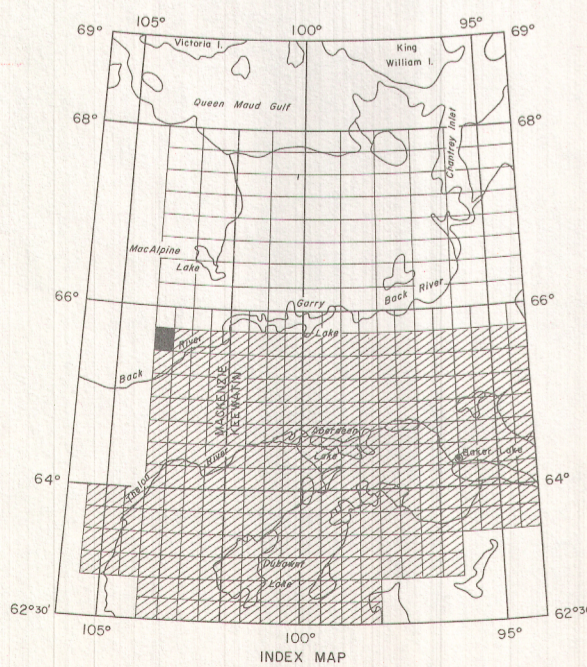 105° 100° 95°
69° 69°
Victoria I. King
William I.
Queen Maud Gulf
68° 68°
Chantrey Inlet
MacAlpine
Lake
Back River
66° 66°
Garry
Lake
River
Back
MACKENZIE
KEEWATIN
Aberdeen
Lake
Baker Lake
River
Thelon
64° 64°
Dubawnt
Lake
62°30' 62°30'
105° 100° 95°
INDEX MAP